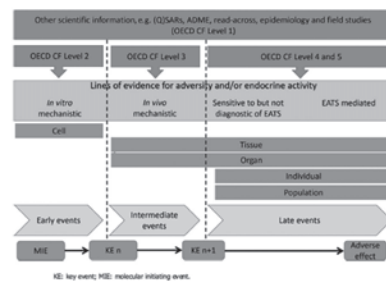 Other scientific information, e.g. (Q)SARs, ADME, read-across, epidemiology and field studies
(OECD CF Level 1)
OECD CF Level 2
OECD CF Level 3
OECD CF Level 4 and 5
Lines of evidence for adversity and/or endocrine activity
In vitro
mechanistic
In vivo
mechanistic
Sensitive to but not
diagnostic of EATS
EATS mediated
Cell
Tissue
Organ
Individual
Population
Early events
Intermediate
events
Late events
MIE
KE n
KE n+1
Adverse
effect
KE: key event; MIE: molecular initiating event.